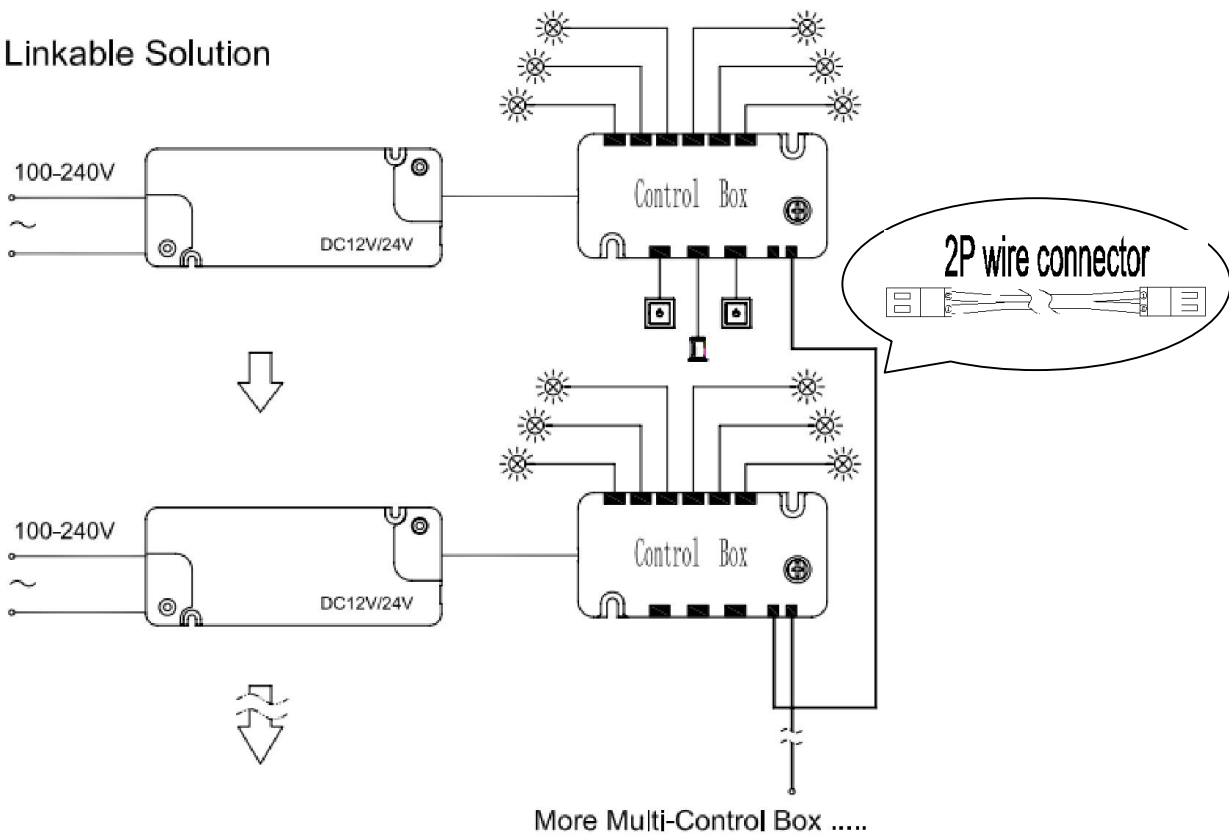 Linkable Solution
100-240V
~
DC12V/24V
Control Box
2P wire connector
100-240V
~
DC12V/24V
Control Box
More Multi-Control Box .....